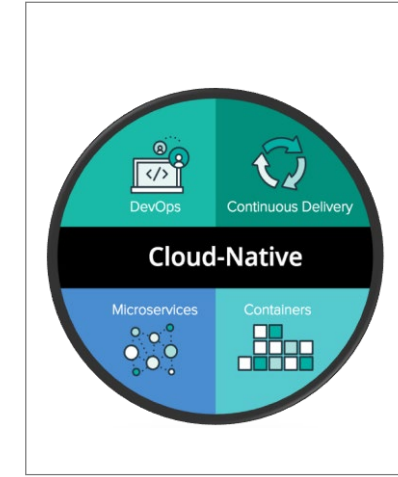 </>
DevOps
Continuous Delivery
Cloud-Native
Microservices
Containers